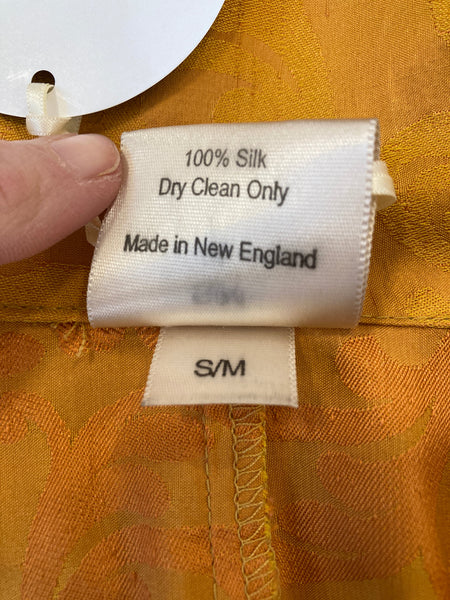 100% Silk
Dry Clean Only
Made in New England
S/M